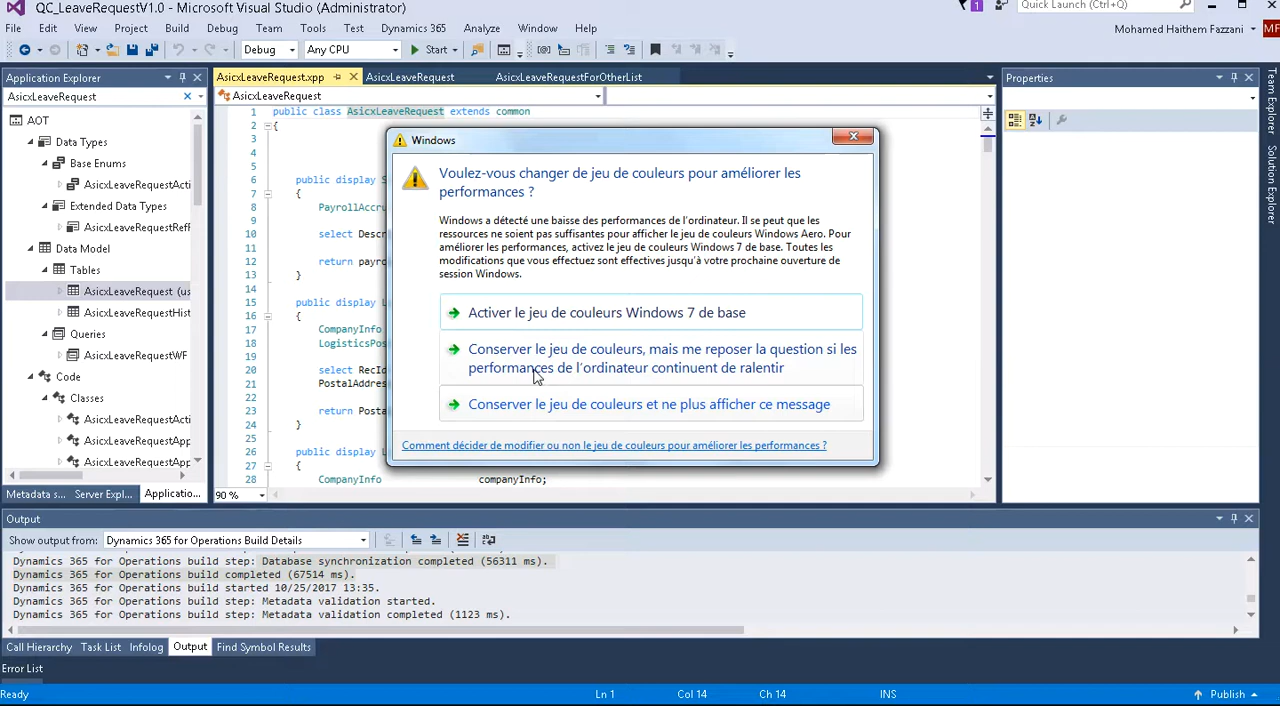 QC_LeaveRequestV1.0 - Microsoft Visual Studio (Administrator)
1
Quick Launch (Ctrl+Q)
File Edit View Project Build Debug Team Tools Test Dynamics 365 Analyze Window Help
Mohamed Haithem Fazzani MF
Debug Any CPU Start
Application Explorer
AsicxLeaveRequest.xpp AsicxLeaveRequest AsicxLeaveRequestForOtherList
Properties
AsicxLeaveRequest
AsicxLeaveRequest
AOT
Data Types
Base Enums
AsicxLeaveRequestActi
Extended Data Types
AsicxLeaveRequestReff
Data Model
Tables
AsicxLeaveRequest (us
AsicxLeaveRequestHist
Queries
AsicxLeaveRequestWF
Code
Classes
AsicxLeaveRequestActi
AsicxLeaveRequestApp
AsicxLeaveRequestApp
Metadata s... Server Expl... Applicatio...
1 public class AsicxLeaveRequest extends common
2 {
3
4
5
6 public display S
7 {
8 PayrollAccru
9
10 select Descr
11
12 return payro
13 }
14
15 public display L
16 {
17 CompanyInfo
18 LogisticsPos
19
20 select RecId
21 PostalAddres
22
23 return Posta
24 }
25
26 public display L
27 {
28 CompanyInfo companyInfo;
90 %
Windows
Voulez-vous changer de jeu de couleurs pour améliorer les
performances ?
Windows a détecté une baisse des performances de l'ordinateur. Il se peut que les
ressources ne soient pas suffisantes pour afficher le jeu de couleurs Windows Aero. Pour
améliorer les performances, activez le jeu de couleurs Windows 7 de base. Toutes les
modifications que vous effectuez sont effectives jusqu'à votre prochaine ouverture de
session Windows.
Activer le jeu de couleurs Windows 7 de base
Conserver le jeu de couleurs, mais me reposer la question si les
performances de l'ordinateur continuent de ralentir
Conserver le jeu de couleurs et ne plus afficher ce message
Comment décider de modifier ou non le jeu de couleurs pour améliorer les performances ?
Team Explorer
Solution Explorer
Output
Show output from: Dynamics 365 for Operations Build Details
Dynamics 365 for Operations build step: Database synchronization completed (56311 ms).
Dynamics 365 for Operations build completed (67514 ms).
Dynamics 365 for Operations build started 10/25/2017 13:35.
Dynamics 365 for Operations build step: Metadata validation started.
Dynamics 365 for Operations build step: Metadata validation completed (1123 ms).
Call Hierarchy Task List Infolog Output Find Symbol Results
Error List
Ready Ln 1 Col 14 Ch 14 INS Publish